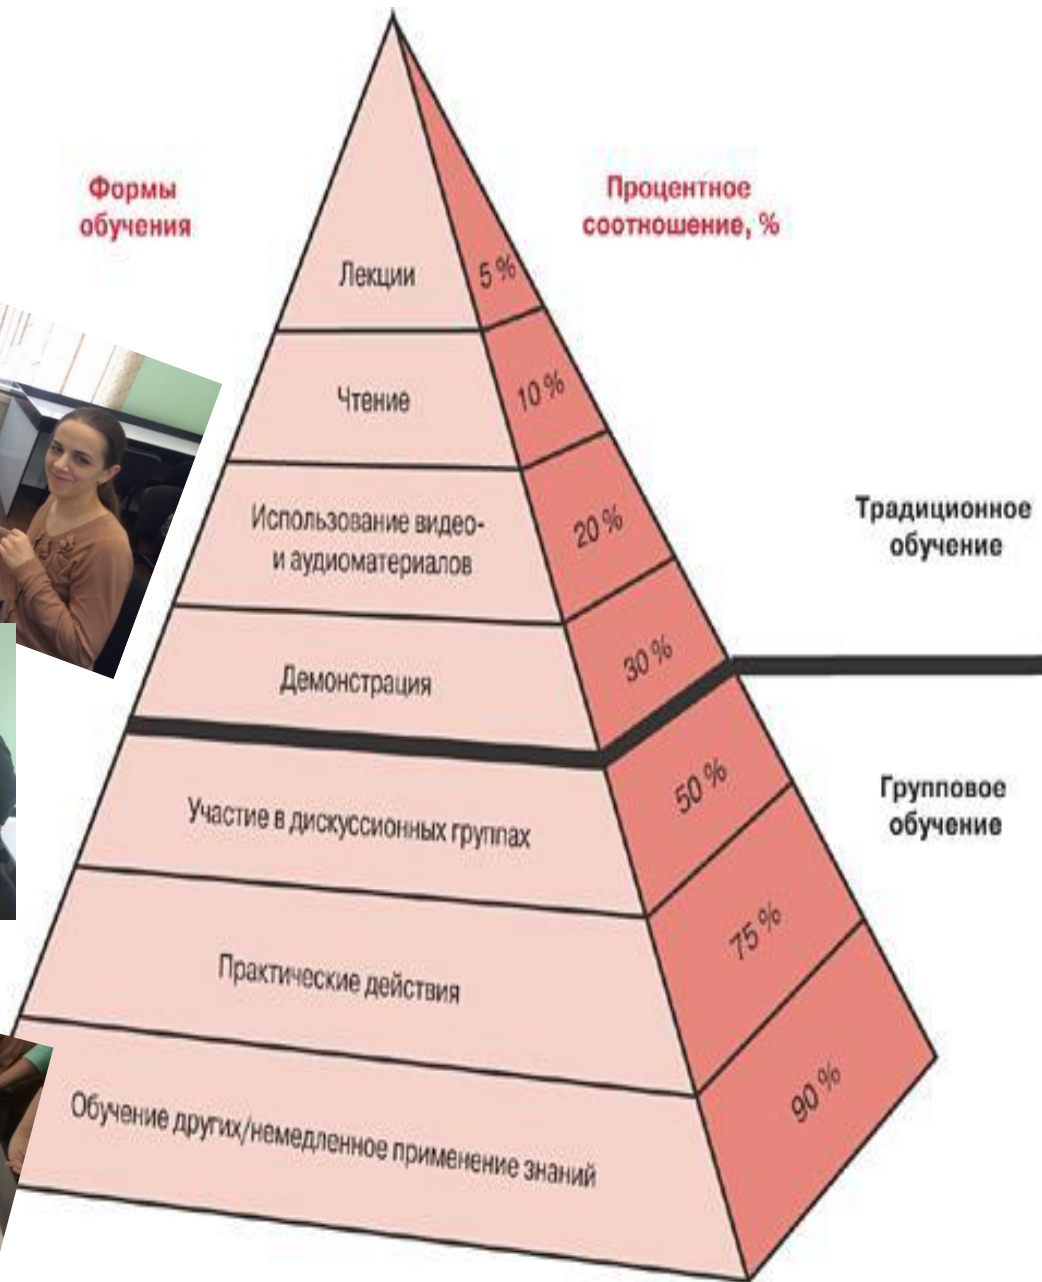 Формы
обучения
Процентное
соотношение, %
Лекции
5 %
Чтение
10 %
Использование видео-
и аудиоматериалов
20 %
Демонстрация
30 %
Традиционное
обучение
Участие в дискуссионных группах
50 %
Групповое
обучение
Практические действия
75 %
Обучение других/немедленное применение знаний
90 %